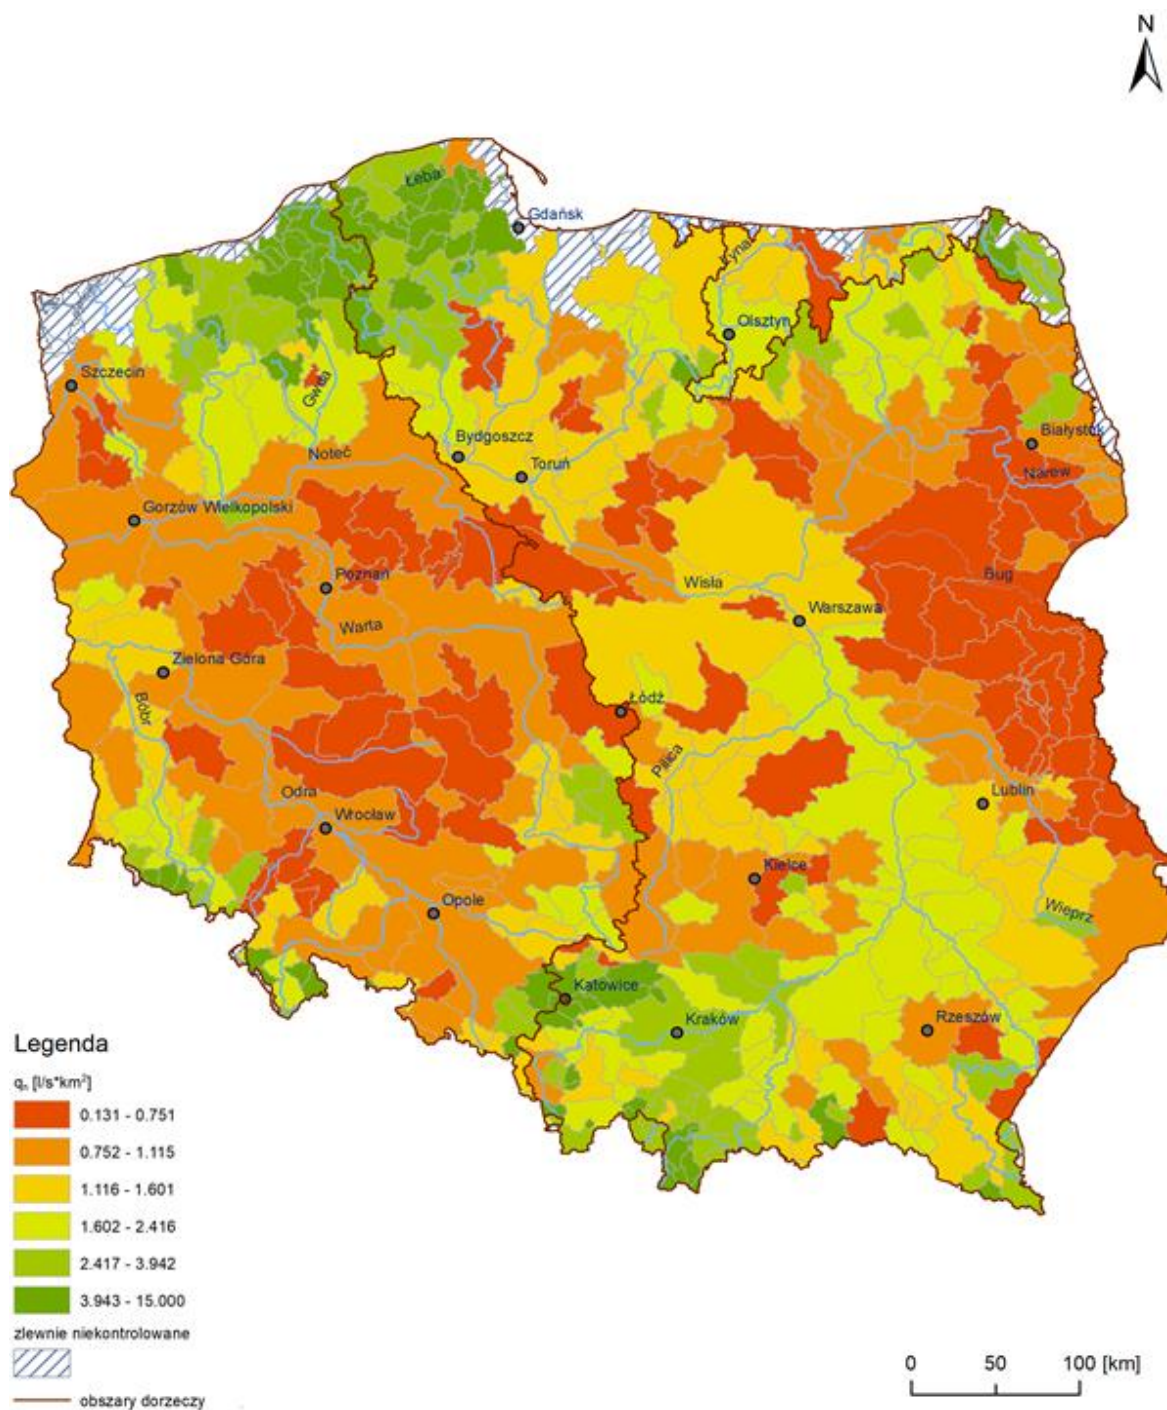 N
Łeba
Gdańsk
Łyna
Olsztyn
Szczecin
Gwda
Bydgoszcz
Białystok
Noteć
Toruń
Narew
Gorzów Wielkopolski
Poznań
Bug
Wisła
Warta
Warszawa
Zielona Góra
Bóbr
Łódź
Pilica
Odra
Wrocław
Lublin
Kielce
Opole
Wieprz
Katowice
Kraków
Rzeszów
Legenda
qₙ [l/s*km²]
0.131 - 0.751
0.752 - 1.115
1.116 - 1.601
1.602 - 2.416
2.417 - 3.942
3.943 - 15.000
zlewnie niekontrolowane
obszary dorzeczy
0 50 100 [km]